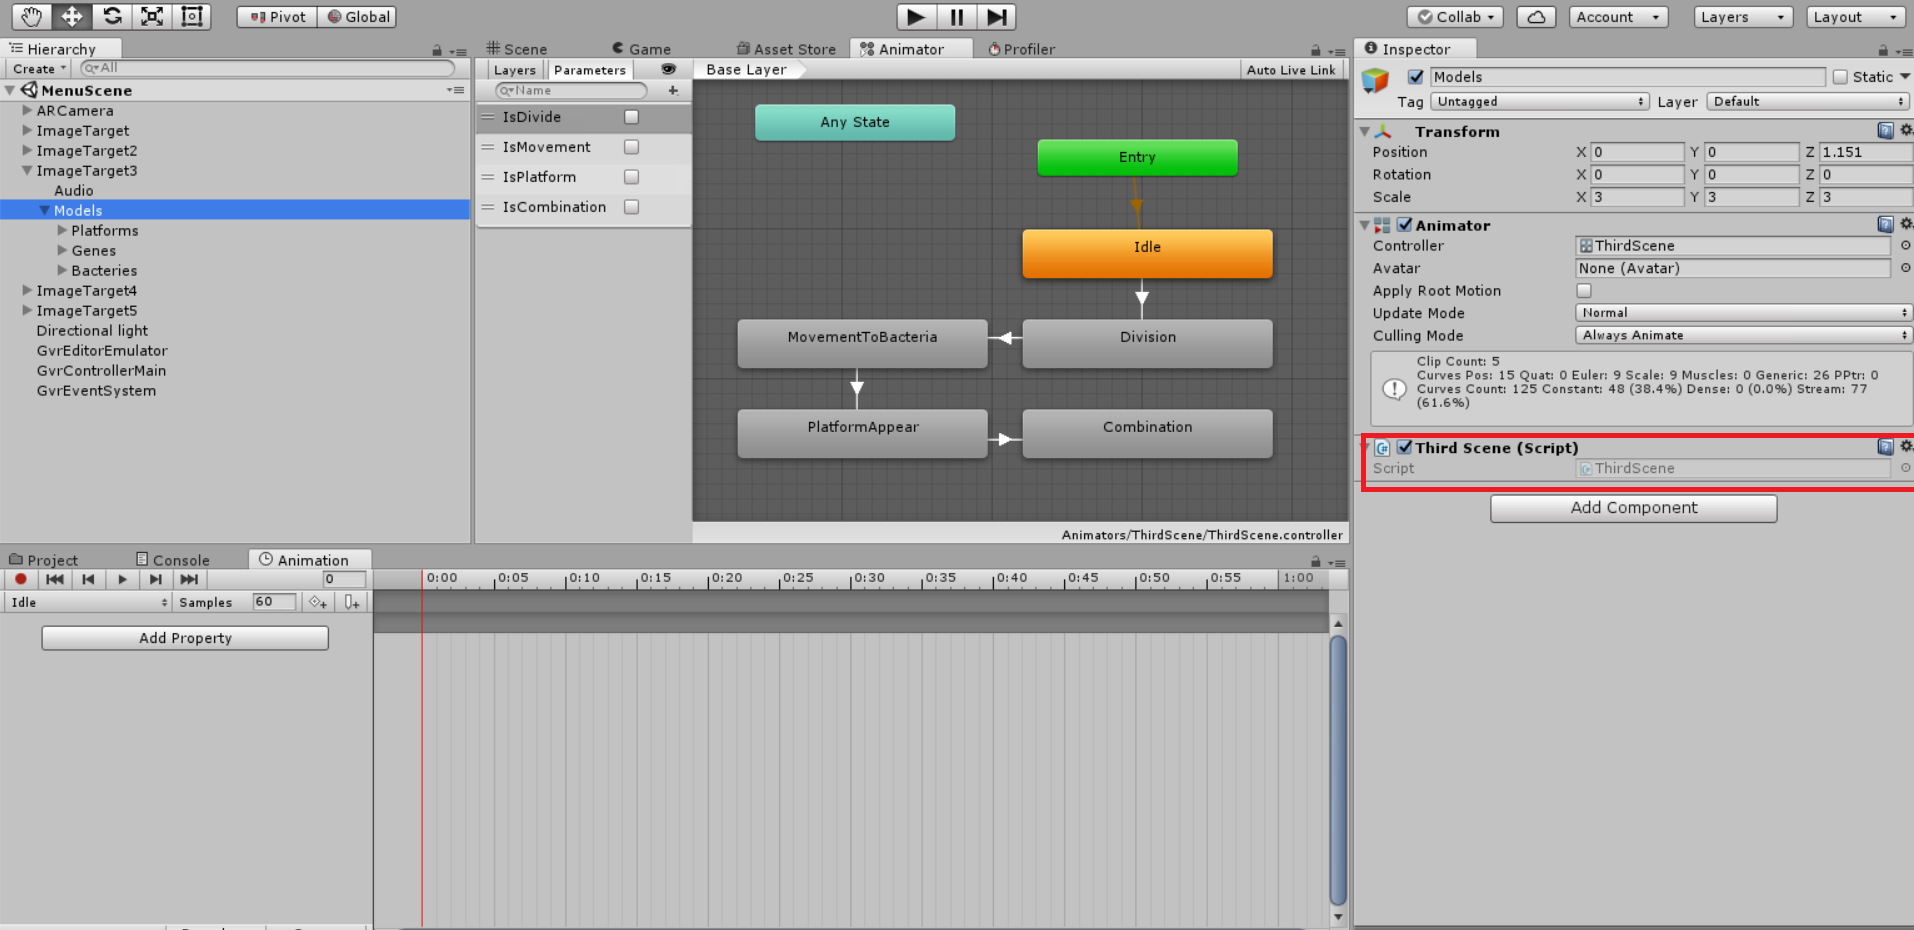 Pivot Global Collab Account Layers Layout
Hierarchy
Create All
MenuScene
ARCamera
ImageTarget
ImageTarget2
ImageTarget3
Audio
Models
Platforms
Genes
Bacteries
ImageTarget4
ImageTarget5
Directional light
GvrEditorEmulator
GvrControllerMain
GvrEventSystem
Scene Game Asset Store Animator Profiler
Layers Parameters Base Layer Auto Live Link
Name
IsDivide
IsMovement
IsPlatform
IsCombination
Any State
Entry
Idle
MovementToBacteria Division
PlatformAppear Combination
Animators/ThirdScene/ThirdScene.controller
Inspector
Models Static
Tag Untagged Layer Default
Transform
Position X 0 Y 0 Z 1.151
Rotation X 0 Y 0 Z 0
Scale X 3 Y 3 Z 3
Animator
Controller ThirdScene
Avatar None (Avatar)
Apply Root Motion
Update Mode Normal
Culling Mode Always Animate
Clip Count: 5
Curves Pos: 15 Quat: 0 Euler: 9 Scale: 9 Muscles: 0 Generic: 26 PPtr: 0
Curves Count: 125 Constant: 48 (38.4%) Dense: 0 (0.0%) Stream: 77
(61.6%)
Third Scene (Script)
Script ThirdScene
Add Component
Project Console Animation
0 0:00 0:05 0:10 0:15 0:20 0:25 0:30 0:35 0:40 0:45 0:50 0:55 1:00
Idle Samples 60
Add Property